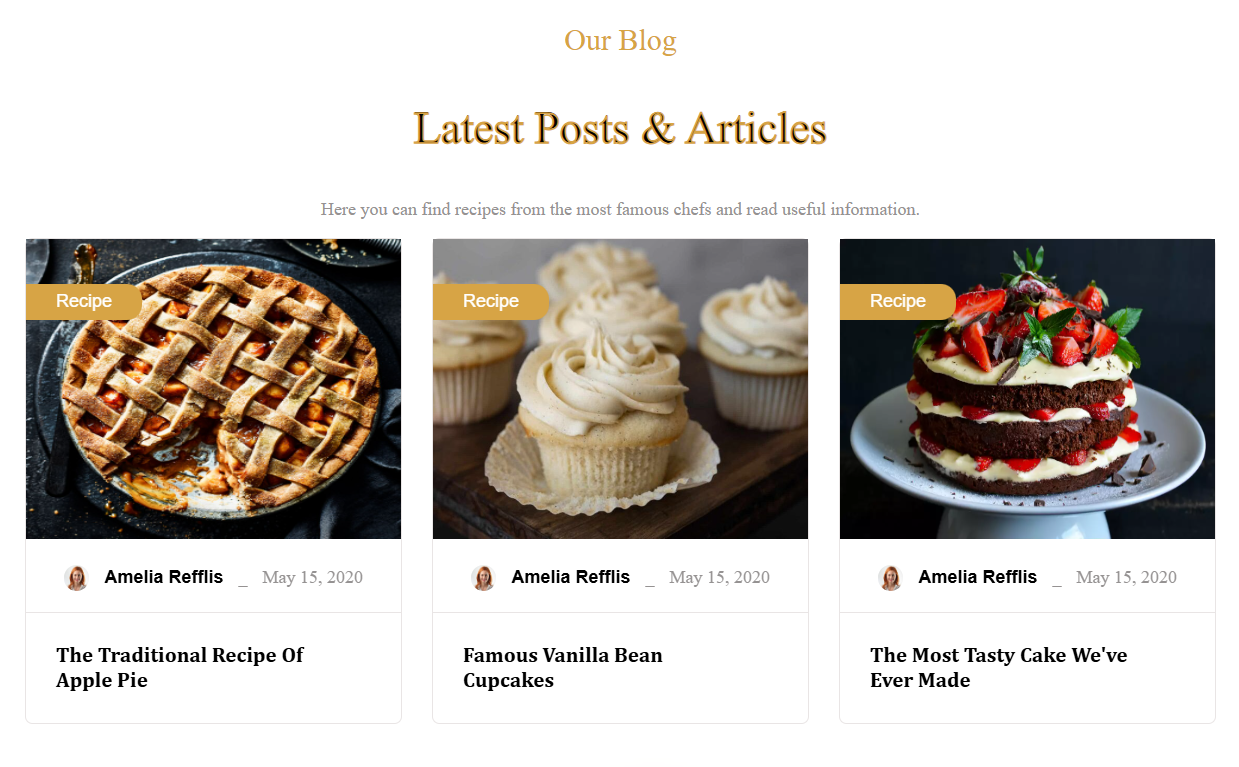 Our Blog
Latest Posts & Articles
Here you can find recipes from the most famous chefs and read useful information.
Recipe
Amelia Refflis _ May 15, 2020
The Traditional Recipe Of
Apple Pie
Recipe
Amelia Refflis _ May 15, 2020
Famous Vanilla Bean
Cupcakes
Recipe
Amelia Refflis _ May 15, 2020
The Most Tasty Cake We've
Ever Made